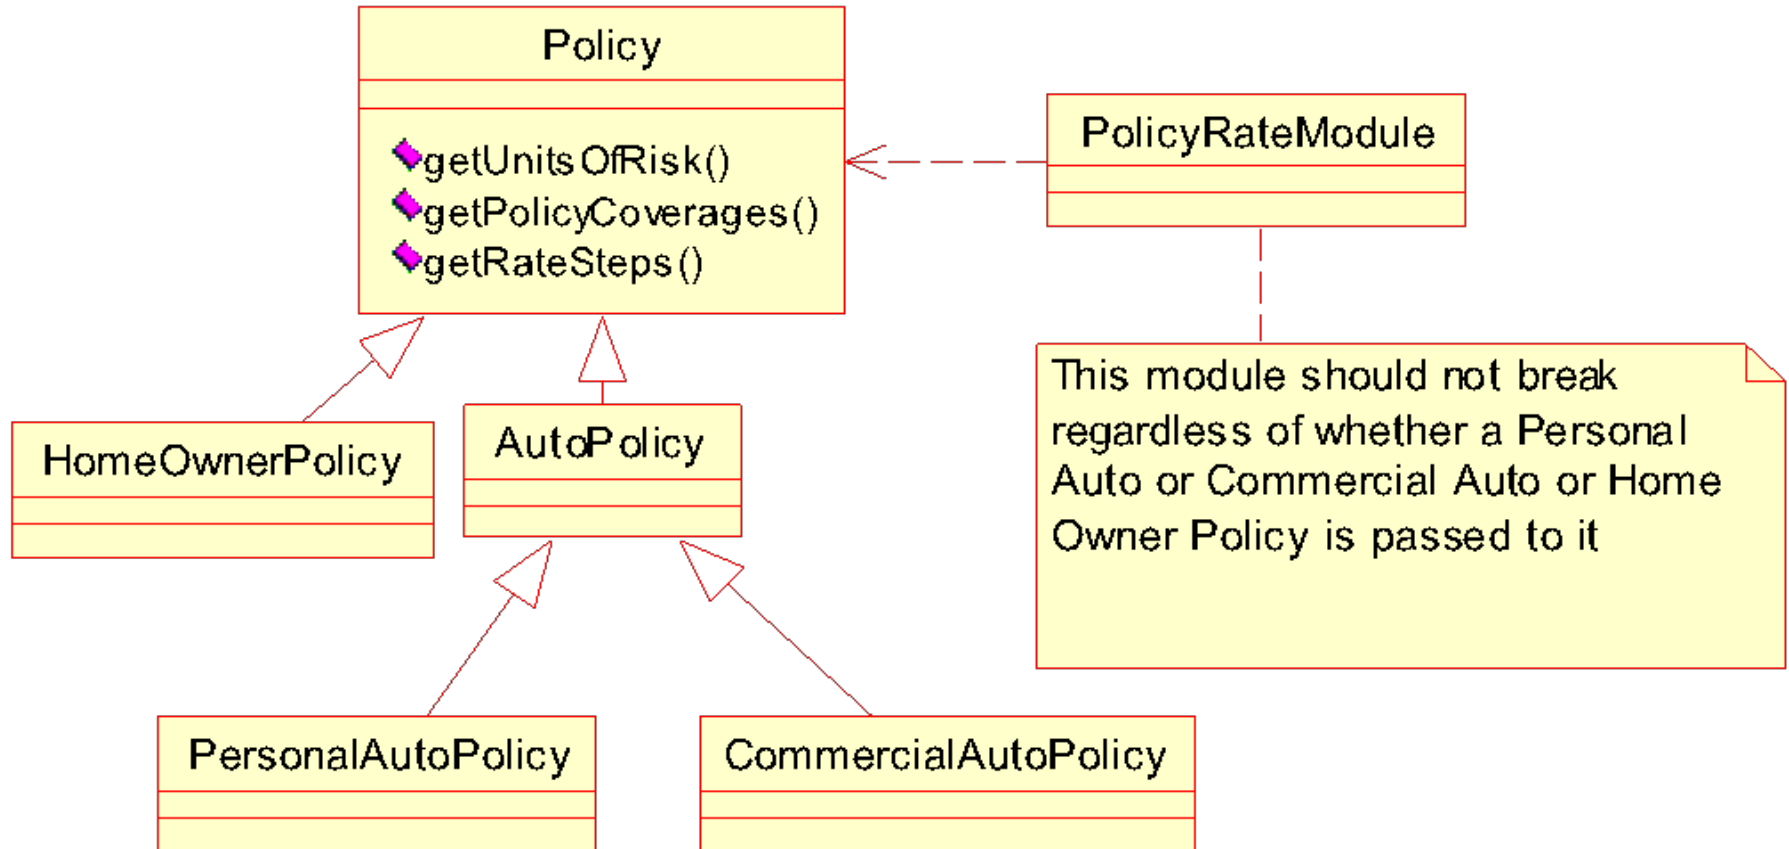 Policy
getUnitsOfRisk()
getPolicyCoverages()
getRateSteps()
PolicyRateModule
This module should not break
regardless of whether a Personal
Auto or Commercial Auto or Home
Owner Policy is passed to it
HomeOwnerPolicy
AutoPolicy
PersonalAutoPolicy
CommercialAutoPolicy